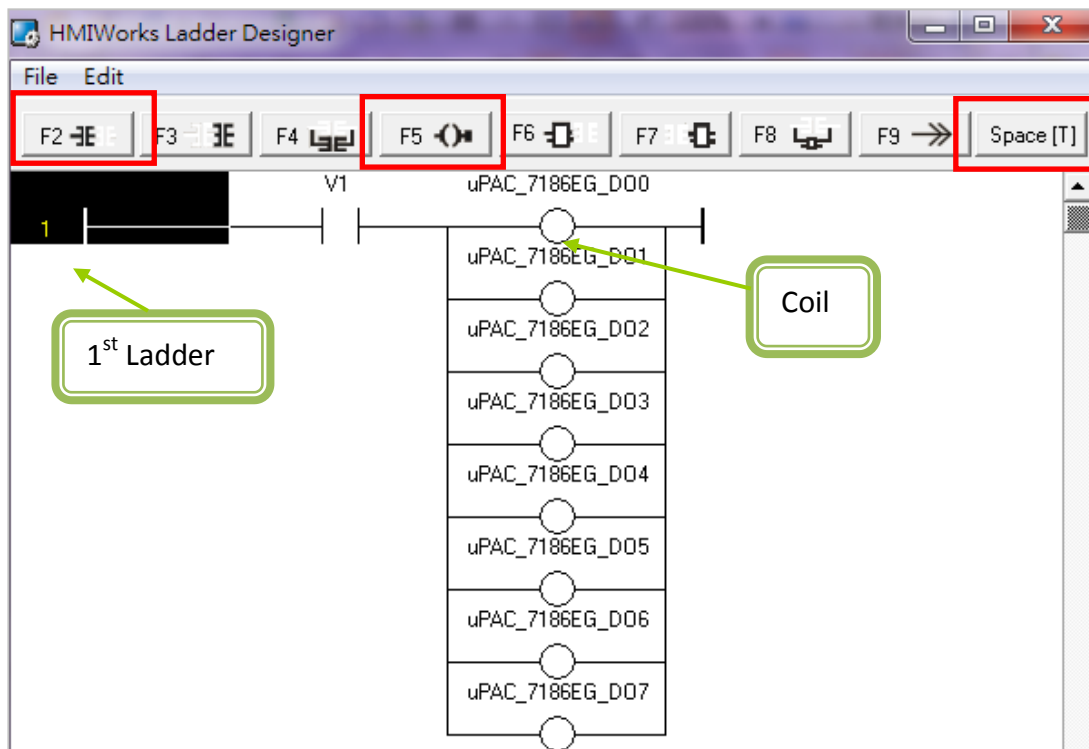 HMIWorks Ladder Designer
File Edit
F2 F3 F4 F5 F6 F7 F8 F9 Space [T]
V1 uPAC_7186EG_DO0
1
uPAC_7186EG_DO1
Coil
uPAC_7186EG_DO2
1st Ladder
uPAC_7186EG_DO3
uPAC_7186EG_DO4
uPAC_7186EG_DO5
uPAC_7186EG_DO6
uPAC_7186EG_DO7